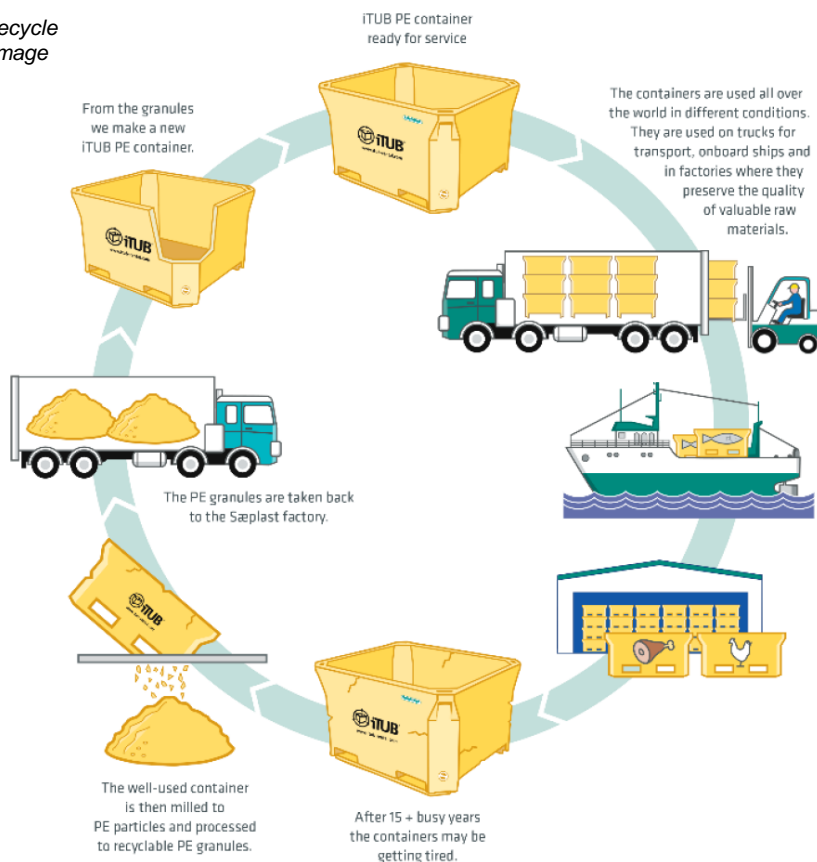 ecycle
mage
iTUB PE container
ready for service
The containers are used all over
the world in different conditions.
They are used on trucks for
transport, onboard ships and
in factories where they
preserve the quality
of valuable raw
materials.
From the granules
we make a new
iTUB PE container.
iTUB
iTUB
The PE granules are taken back
to the Sæplast factory.
iTUB
iTUB
The well-used container
is then milled to
PE particles and processed
to recyclable PE granules.
After 15 + busy years
the containers may be
getting tired.